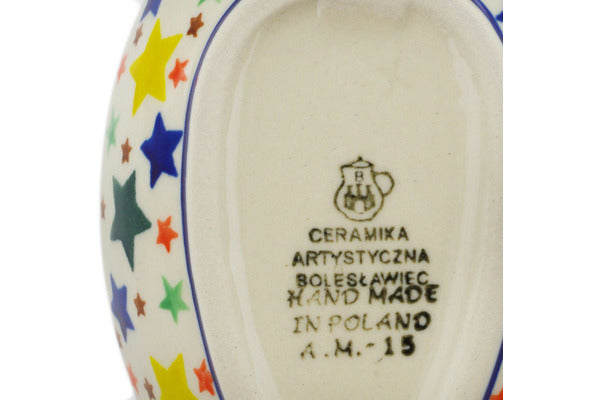 B
CERAMIKA
ARTYSTYCZNA
BOLESŁAWIEC
HAND MADE
IN POLAND
A.M.-15